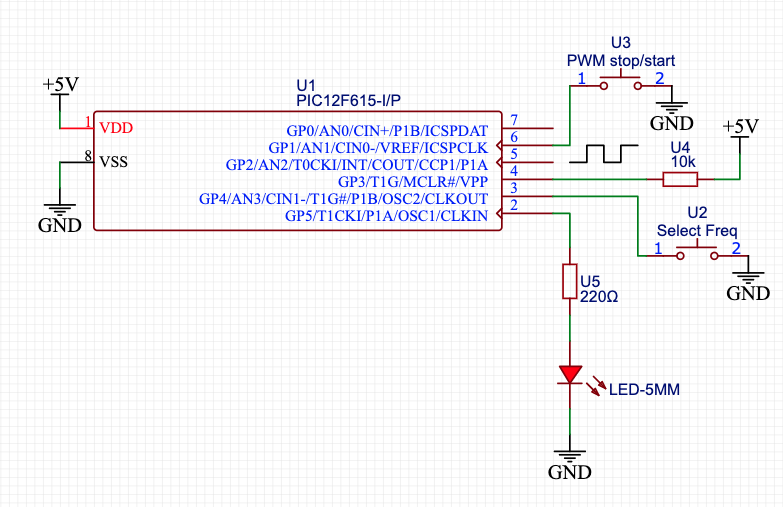 U3
PWM stop/start
1 2
+5V
U1
PIC12F615-I/P
GND
+5V
1 VDD
8 VSS
GP0/AN0/CIN+/P1B/ICSPDAT 7
GP1/AN1/CIN0-/VREF/ICSPCLK 6
GP2/AN2/T0CKI/INT/COUT/CCP1/P1A 5
GP3/T1G/MCLR#/VPP 4
GP4/AN3/CIN1-/T1G#/P1B/OSC2/CLKOUT 3
GP5/T1CKI/P1A/OSC1/CLKIN 2
U4
10k
GND
U2
Select Freq
1 2
GND
U5
220Ω
LED-5MM
GND